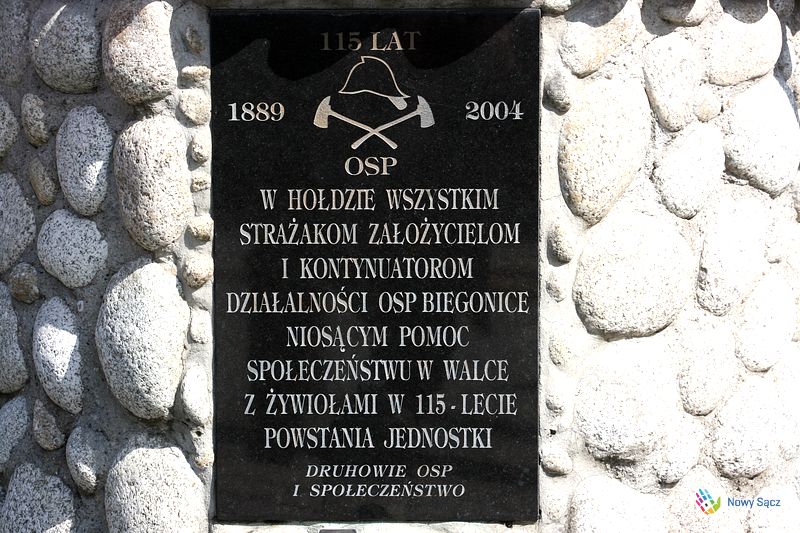 115 LAT
1889 2004
OSP
W HOŁDZIE WSZYSTKIM
STRAŻAKOM ZAŁOŻYCIELOM
I KONTYNUATOROM
DZIAŁALNOŚCI OSP BIEGONICE
NIOSĄCYM POMOC
SPOŁECZEŃSTWU W WALCE
Z ŻYWIOŁAMI W 115-LECIE
POWSTANIA JEDNOSTKI
DRUHOWIE OSP
I SPOŁECZEŃSTWO
Nowy Sącz